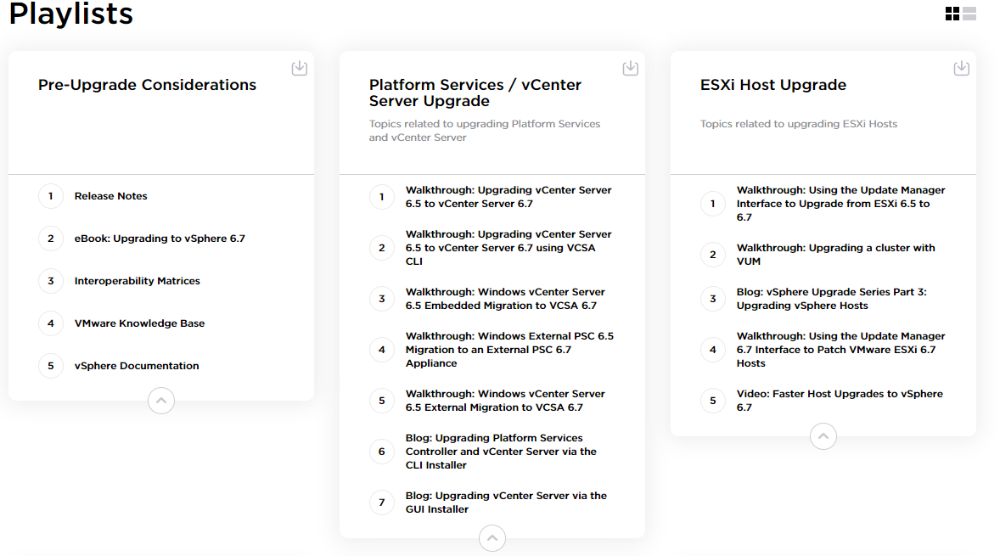 Playlists
Pre-Upgrade Considerations
1
Release Notes
2
eBook: Upgrading to vSphere 6.7
3
Interoperability Matrices
4
VMware Knowledge Base
5
vSphere Documentation
Platform Services / vCenter
Server Upgrade
Topics related to upgrading Platform Services
and vCenter Server
1
Walkthrough: Upgrading vCenter Server
6.5 to vCenter Server 6.7
2
Walkthrough: Upgrading vCenter Server
6.5 to vCenter Server 6.7 using VCSA
CLI
3
Walkthrough: Windows vCenter Server
6.5 Embedded Migration to VCSA 6.7
4
Walkthrough: Windows External PSC 6.5
Migration to an External PSC 6.7
Appliance
5
Walkthrough: Windows vCenter Server
6.5 External Migration to VCSA 6.7
6
Blog: Upgrading Platform Services
Controller and vCenter Server via the
CLI Installer
7
Blog: Upgrading vCenter Server via the
GUI Installer
ESXi Host Upgrade
Topics related to upgrading ESXi Hosts
1
Walkthrough: Using the Update Manager
Interface to Upgrade from ESXi 6.5 to
6.7
2
Walkthrough: Upgrading a cluster with
VUM
3
Blog: vSphere Upgrade Series Part 3:
Upgrading vSphere Hosts
4
Walkthrough: Using the Update Manager
6.7 Interface to Patch VMware ESXi 6.7
Hosts
5
Video: Faster Host Upgrades to vSphere
6.7